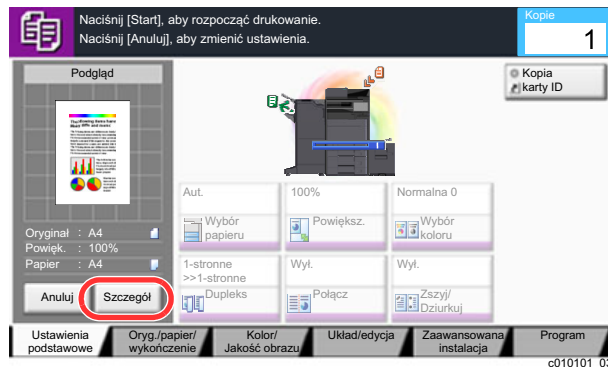 Naciśnij [Start], aby rozpocząć drukowanie.
Naciśnij [Anuluj], aby zmienić ustawienia.
Kopie
1
Podgląd
Kopia
karty ID
Oryginał : A4
Powięk. : 100%
Papier : A4
Anuluj
Szczegół
Aut.
Wybór
papieru
100%
Powiększ.
Normalna 0
Wybór
koloru
1-stronne
>>1-stronne
Dupleks
Wył.
Połącz
Wył.
Zszyj/
Dziurkuj
Ustawienia
podstawowe
Oryg./papier/
wykończenie
Kolor/
Jakość obrazu
Układ/edycja
Zaawansowana
instalacja
Program